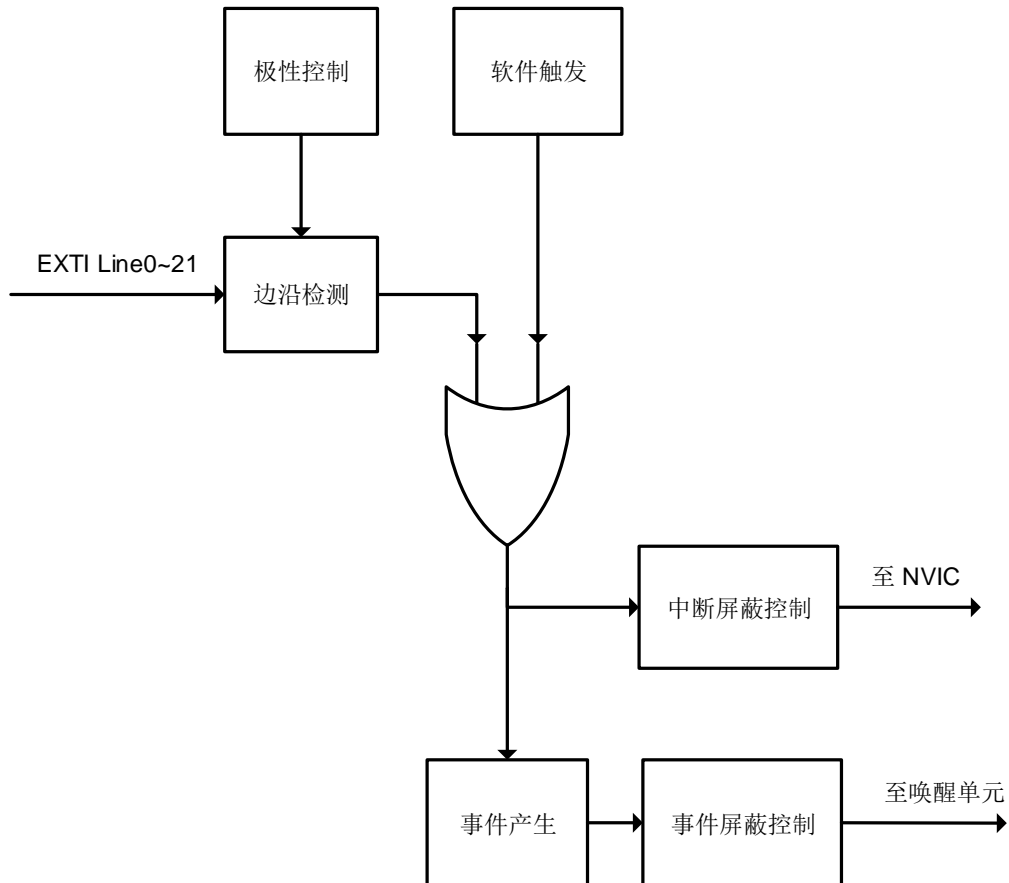 极性控制
软件触发
EXTI Line0~21
边沿检测
中断屏蔽控制
至 NVIC
事件产生
事件屏蔽控制
至唤醒单元